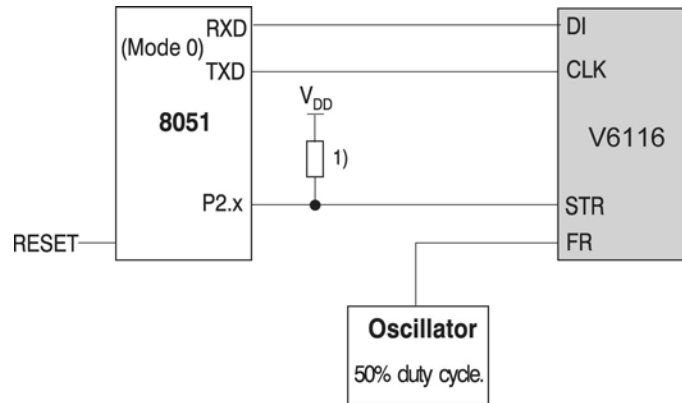 RXD
DI
(Mode 0)
TXD
CLK
V_DD
8051
V6116
1)
P2.x
STR
RESET
FR
Oscillator
50% duty cycle.